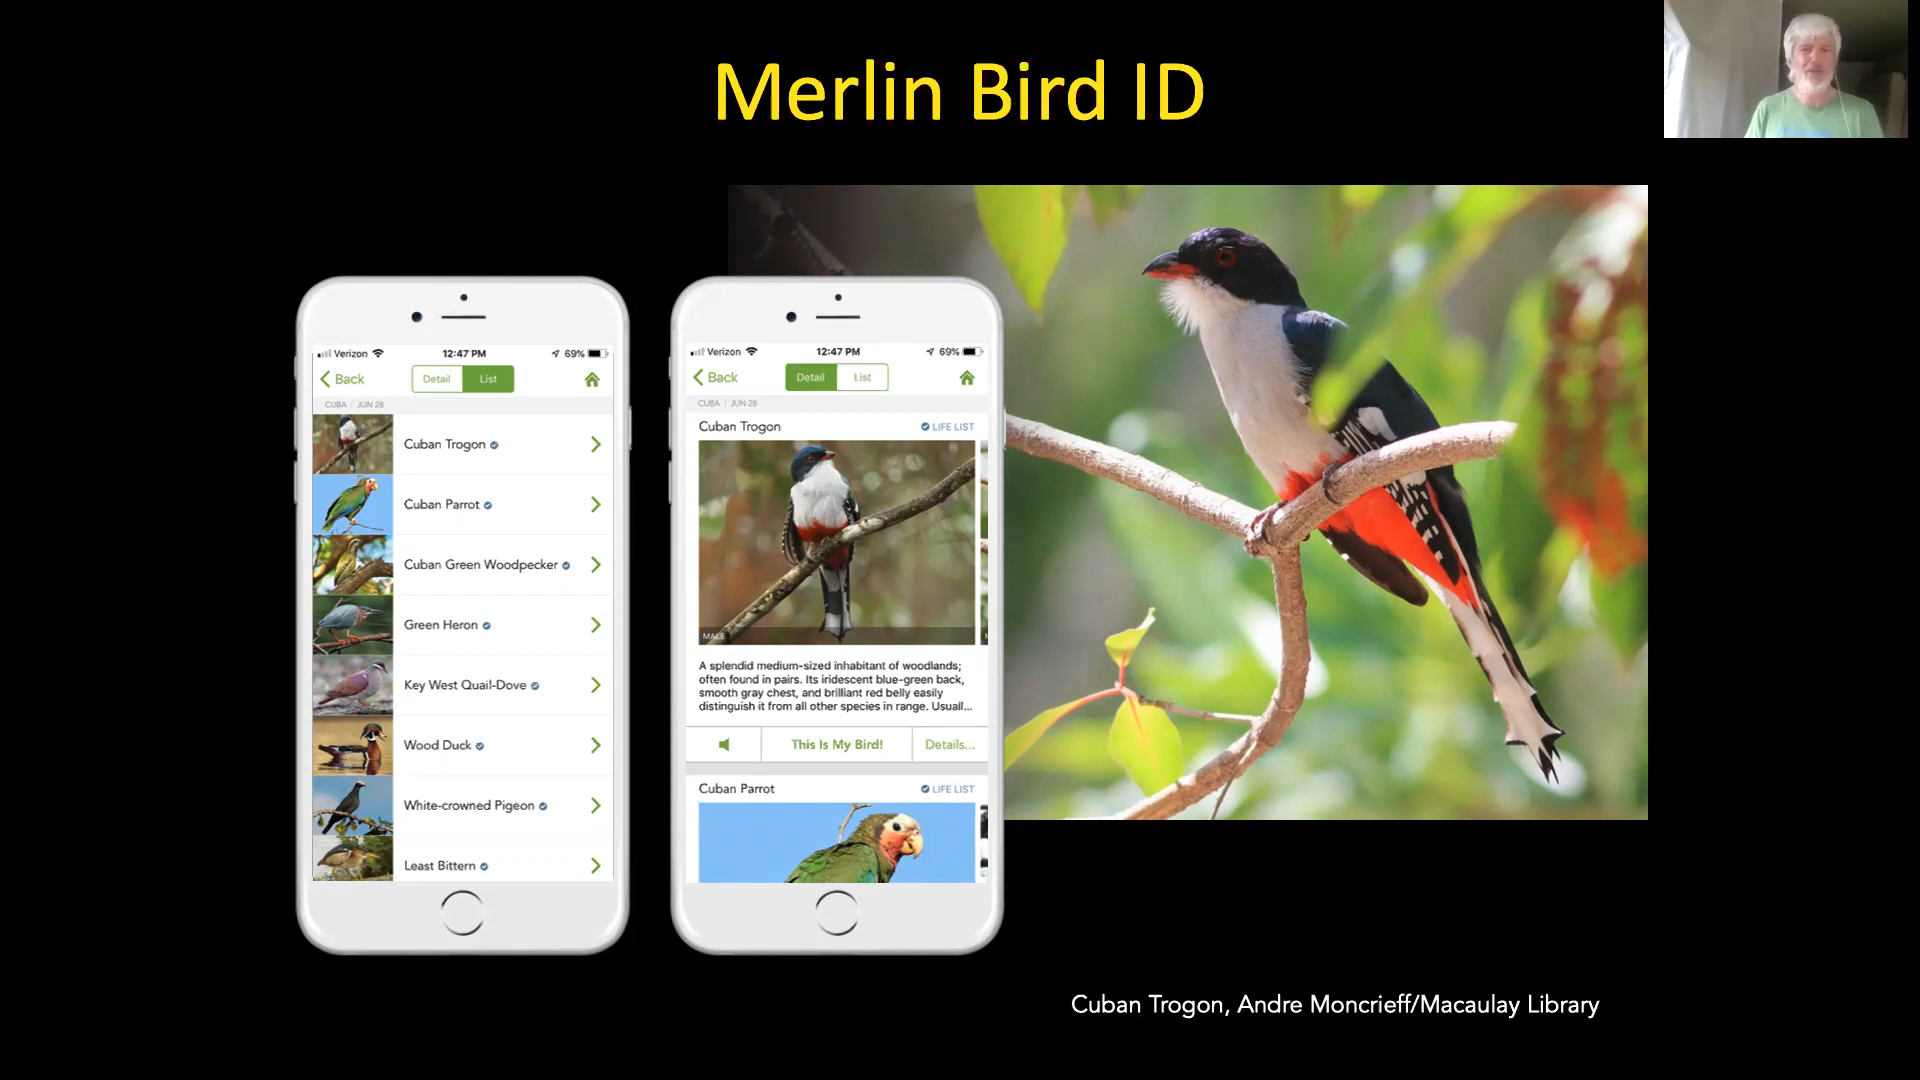 Merlin Bird ID
Verizon 12:47 PM 69%
Back Detail List
CUBA | JUN 28
Cuban Trogon
Cuban Parrot
Cuban Green Woodpecker
Green Heron
Key West Quail-Dove
Wood Duck
White-crowned Pigeon
Least Bittern
Verizon 12:47 PM 69%
Back Detail List
CUBA | JUN 28
Cuban Trogon LIFE LIST
MALE
A splendid medium-sized inhabitant of woodlands;
often found in pairs. Its iridescent blue-green back,
smooth gray chest, and brilliant red belly easily
distinguish it from all other species in range. Usuall...
This Is My Bird! Details...
Cuban Parrot LIFE LIST
Cuban Trogon, Andre Moncrieff/Macaulay Library